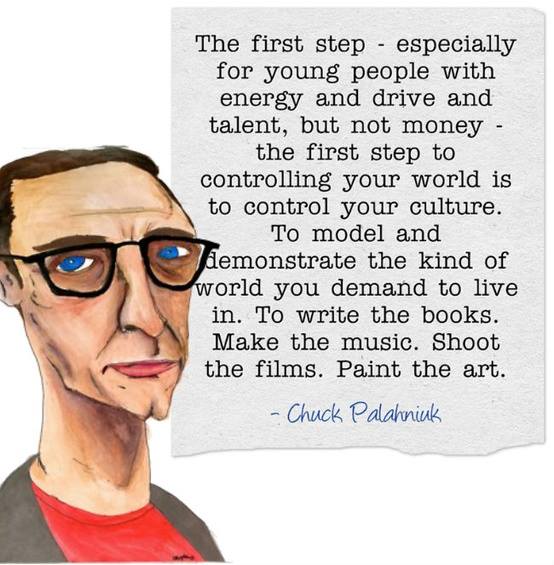 The first step - especially
for young people with
energy and drive and
talent, but not money -
the first step to
controlling your world is
to control your culture.
To model and
demonstrate the kind of
world you demand to live
in. To write the books.
Make the music. Shoot
the films. Paint the art.
- Chuck Palahniuk